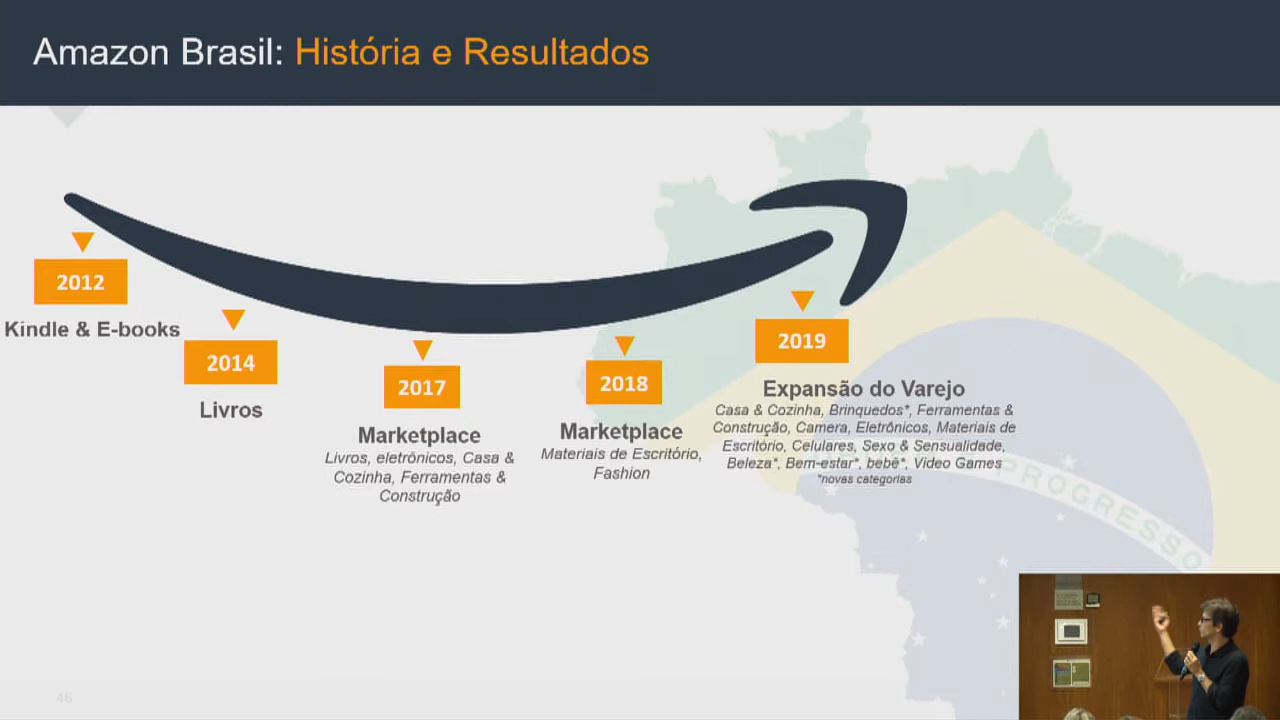 Amazon Brasil: História e Resultados
2012
Kindle & E-books
2014
Livros
2017
Marketplace
Livros, eletrônicos, Casa &
Cozinha, Ferramentas &
Construção
2018
Marketplace
Materiais de Escritório,
Fashion
2019
Expansão do Varejo
Casa & Cozinha, Brinquedos*, Ferramentas &
Construção, Camera, Eletrônicos, Materiais de
Escritório, Celulares, Sexo & Sensualidade,
Beleza*, Bem-estar*, bebê*, Video Games
*novas categorias
PROGRESSO
46